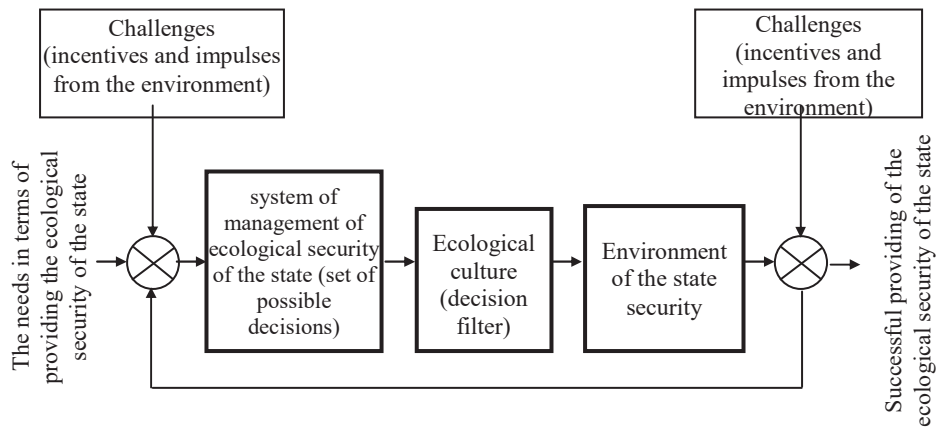 Challenges
(incentives and impulses
from the environment)
Challenges
(incentives and
impulses from the
environment)
The needs in terms of
providing the ecological
security of the state
system of
management of
ecological security
of the state (set of
possible
decisions)
Ecological
culture
(decision
filter)
Environment
of the state
security
Successful providing of the
ecological security of the state